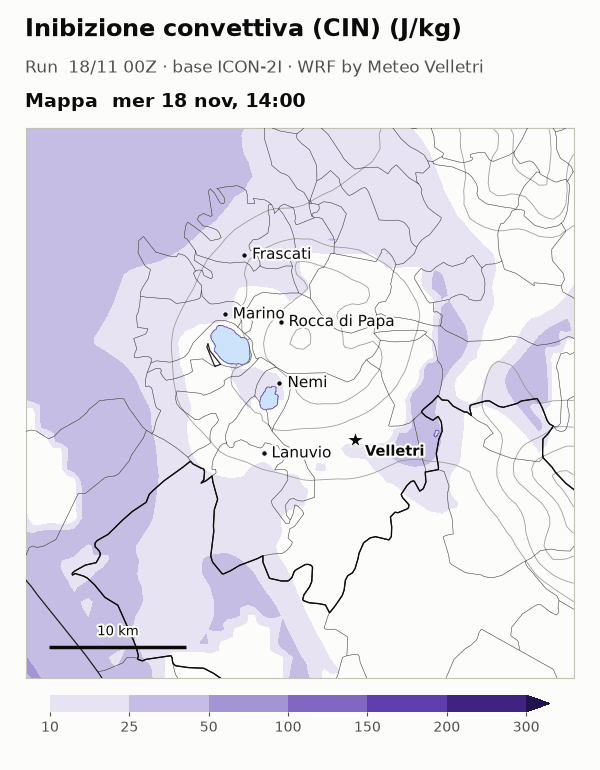 Inibizione convettiva (CIN) (J/kg)
Run 18/11 00Z · base ICON-2I · WRF by Meteo Velletri
Mappa mer 18 nov, 14:00
Frascati
Marino
Rocca di Papa
Nemi
Lanuvio
Velletri
10 km
10 25 50 100 150 200 300